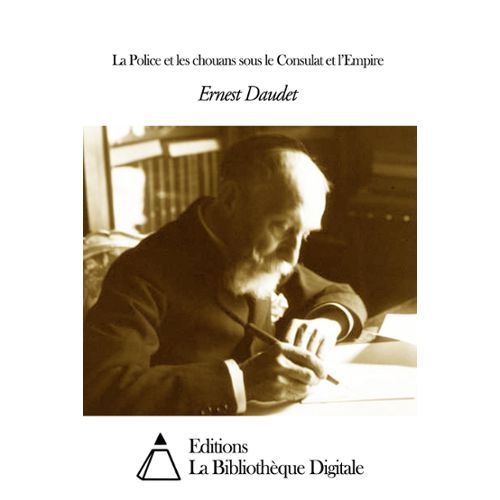 La Police et les chouans sous le Consulat et l'Empire
Ernest Daudet
Editions
La Bibliothèque Digitale